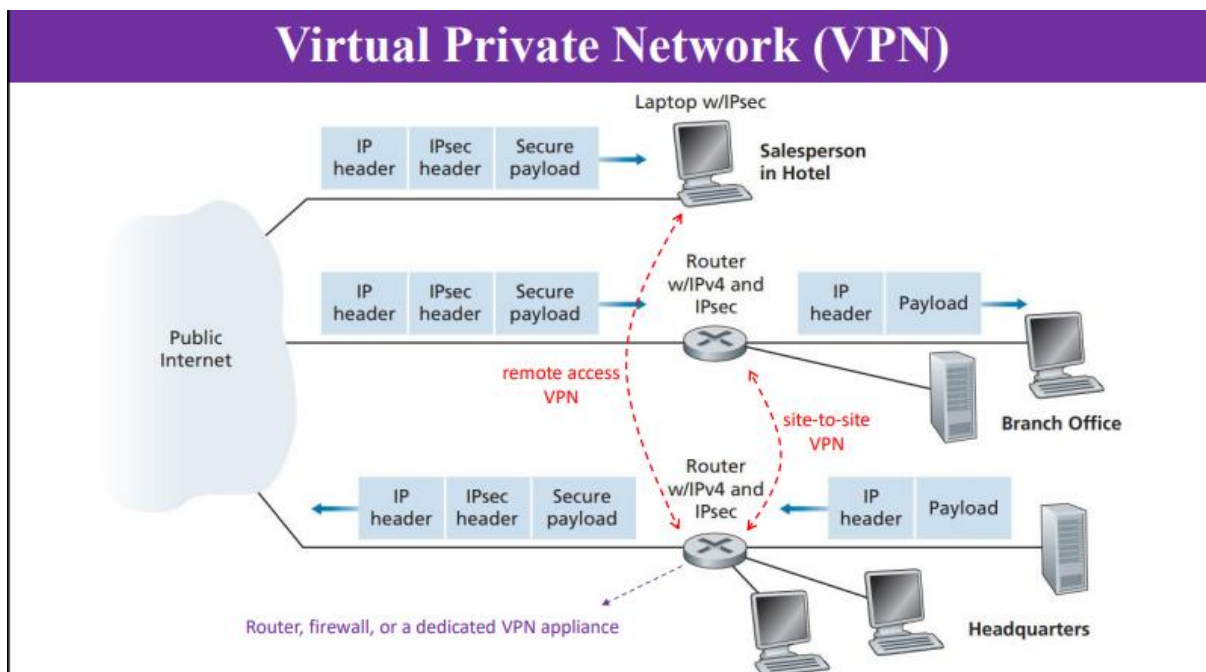 Virtual Private Network (VPN)
Laptop w/IPsec
IP
header
IPsec
header
Secure
payload
Salesperson
in Hotel
Router
w/IPv4 and
IPsec
IP
header
IPsec
header
Secure
payload
IP
header
Payload
Public
Internet
remote access
VPN
site-to-site
VPN
Branch Office
Router
w/IPv4 and
IPsec
IP
header
IPsec
header
Secure
payload
IP
header
Payload
Router, firewall, or a dedicated VPN appliance
Headquarters